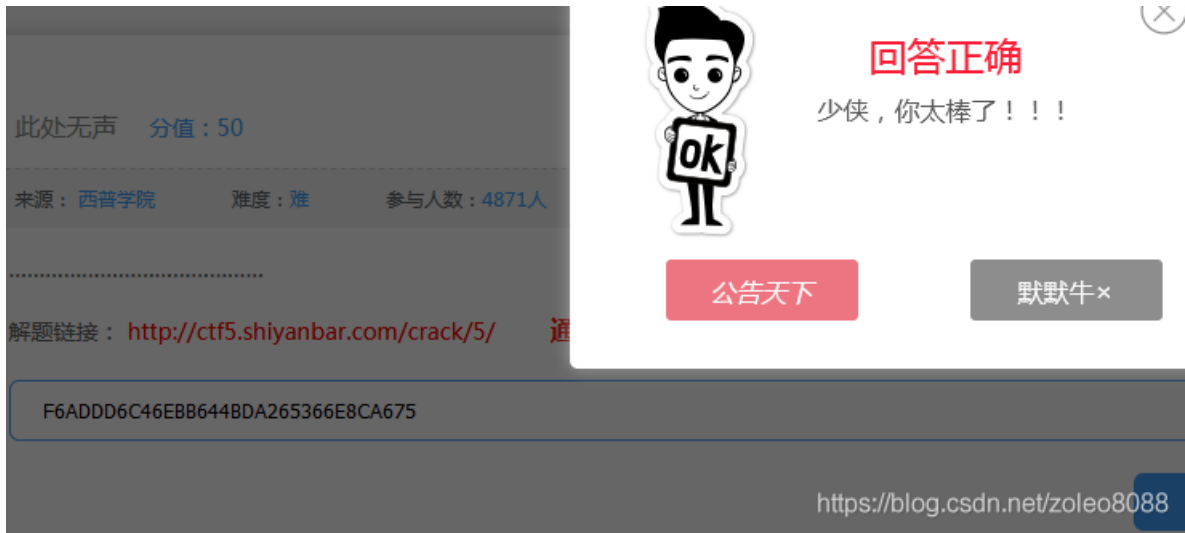 回答正确
少侠，你太棒了！！！
ok
公告天下
默默牛×
此处无声 分值：50
来源： 西普学院 难度：难 参与人数：4871人
..........................................
解题链接： http://ctf5.shiyanbar.com/crack/5/ 通
F6ADDD6C46EBB644BDA265366E8CA675
https://blog.csdn.net/zoleo8088